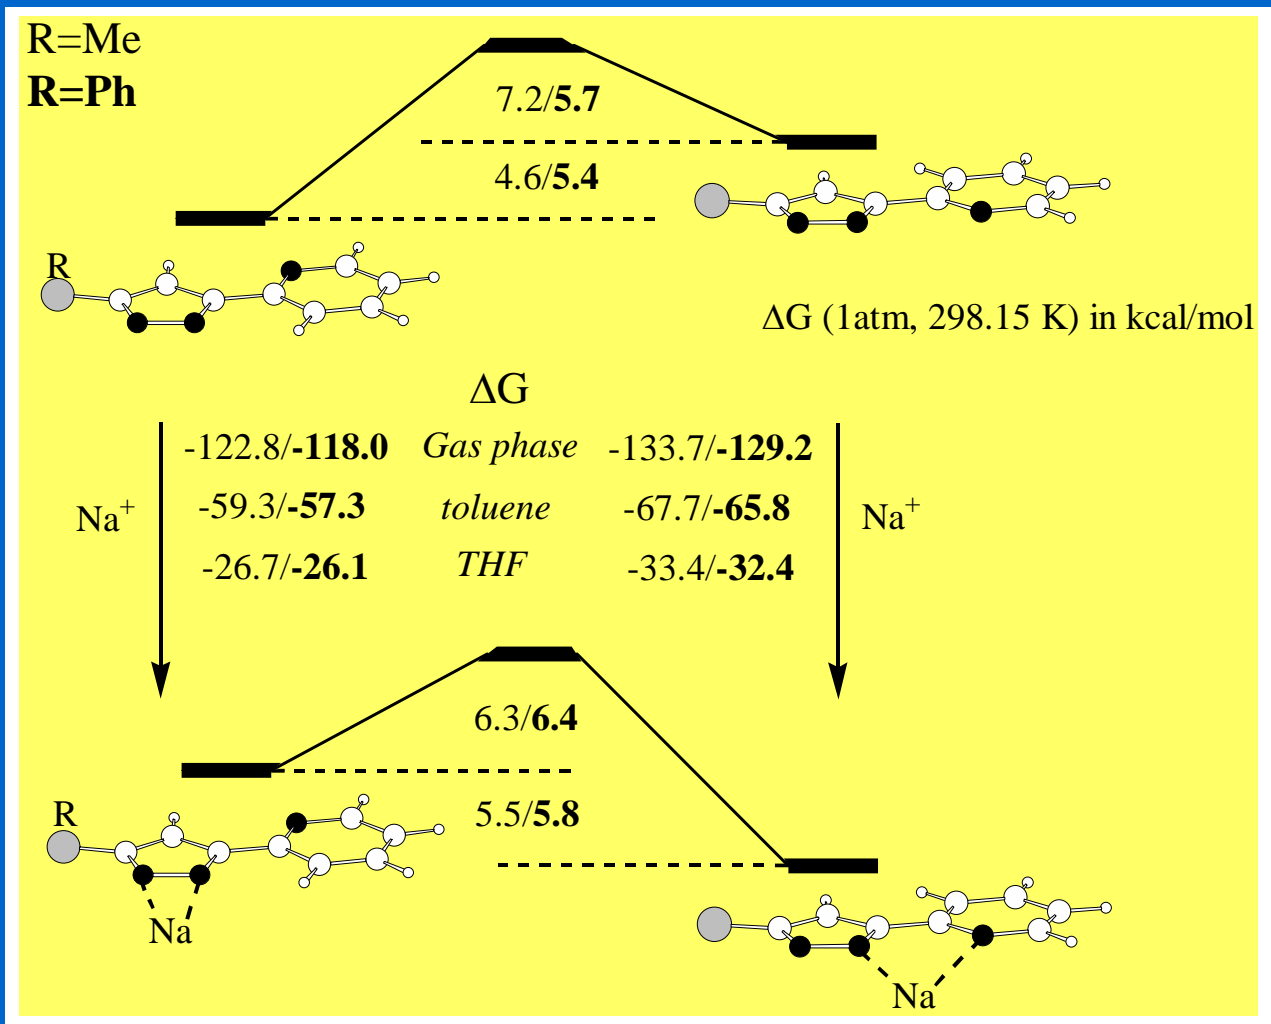 R=Me
R=Ph
7.2/5.7
4.6/5.4
R
ΔG (1atm, 298.15 K) in kcal/mol
ΔG
-122.8/-118.0 Gas phase -133.7/-129.2
-59.3/-57.3 toluene -67.7/-65.8
Na+ Na+
-26.7/-26.1 THF -33.4/-32.4
6.3/6.4
5.5/5.8
R
Na
Na